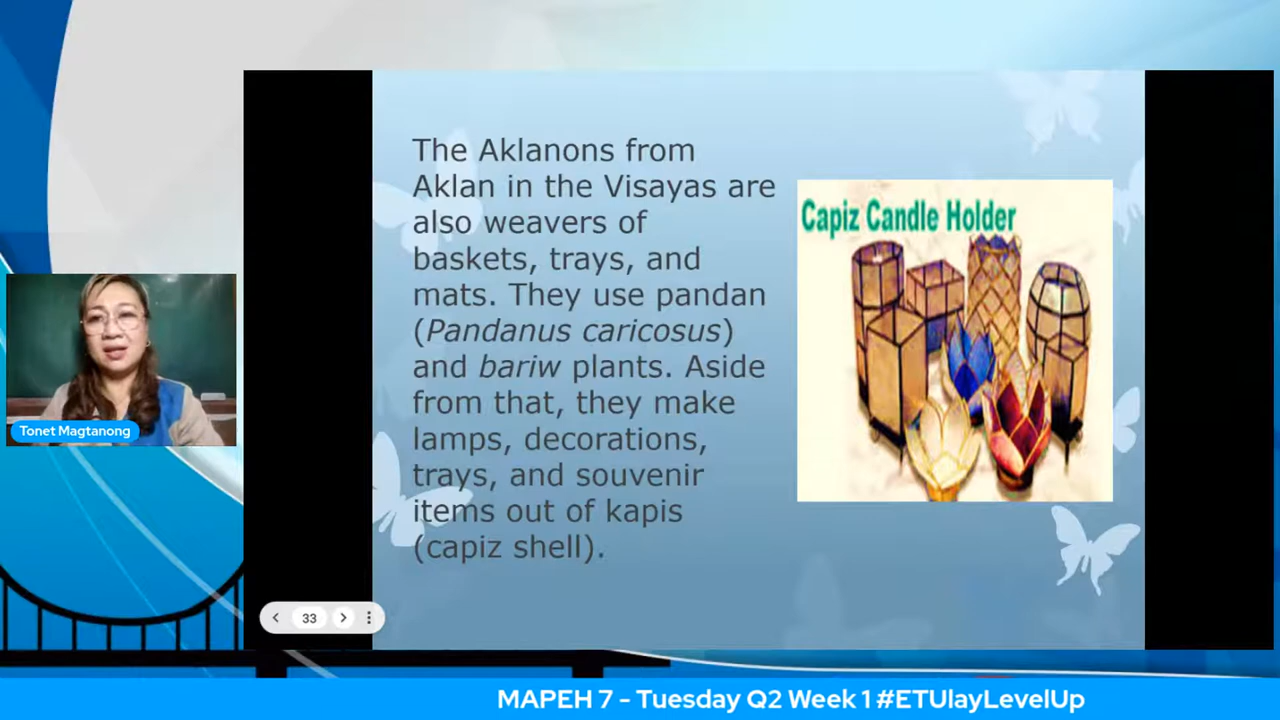 The Aklanons from
Aklan in the Visayas are
also weavers of
baskets, trays, and
mats. They use pandan
(Pandanus caricosus)
and bariw plants. Aside
from that, they make
lamps, decorations,
trays, and souvenir
items out of kapis
(capiz shell).
Capiz Candle Holder
Tonet Magtanong
33
MAPEH 7 - Tuesday Q2 Week 1 #ETUlayLevelUp